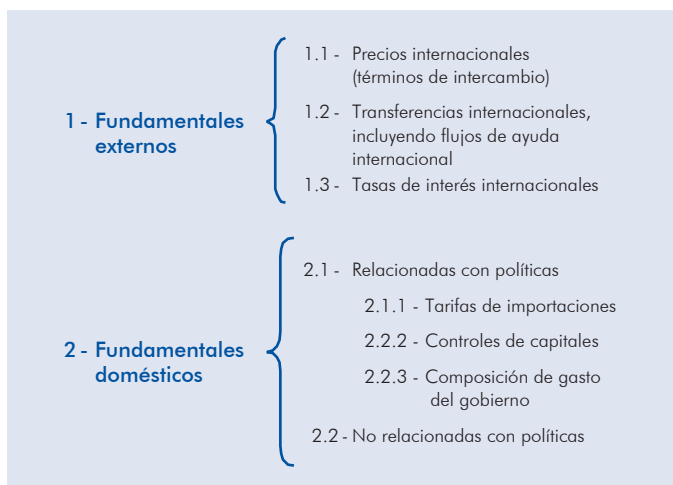 1 - Fundamentales
externos
1.1 - Precios internacionales
(términos de intercambio)
1.2 - Transferencias internacionales,
incluyendo flujos de ayuda
internacional
1.3 - Tasas de interés internacionales
2 - Fundamentales
domésticos
2.1 - Relacionadas con políticas
2.1.1 - Tarifas de importaciones
2.2.2 - Controles de capitales
2.2.3 - Composición de gasto
del gobierno
2.2 - No relacionadas con políticas